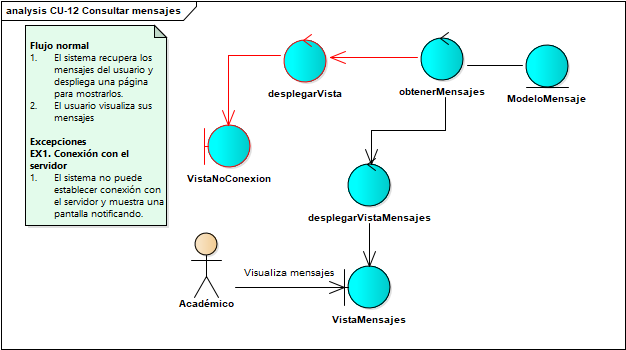 analysis CU-12 Consultar mensajes
Flujo normal
1. El sistema recupera los
mensajes del usuario y
despliega una página
para mostrarlos.
2. El usuario visualiza sus
mensajes
Excepciones
EX1. Conexión con el
servidor
1. El sistema no puede
establecer conexión con
el servidor y muestra una
pantalla notificando.
desplegarVista
obtenerMensajes
ModeloMensaje
VistaNoConexion
desplegarVistaMensajes
Visualiza mensajes
Académico
VistaMensajes